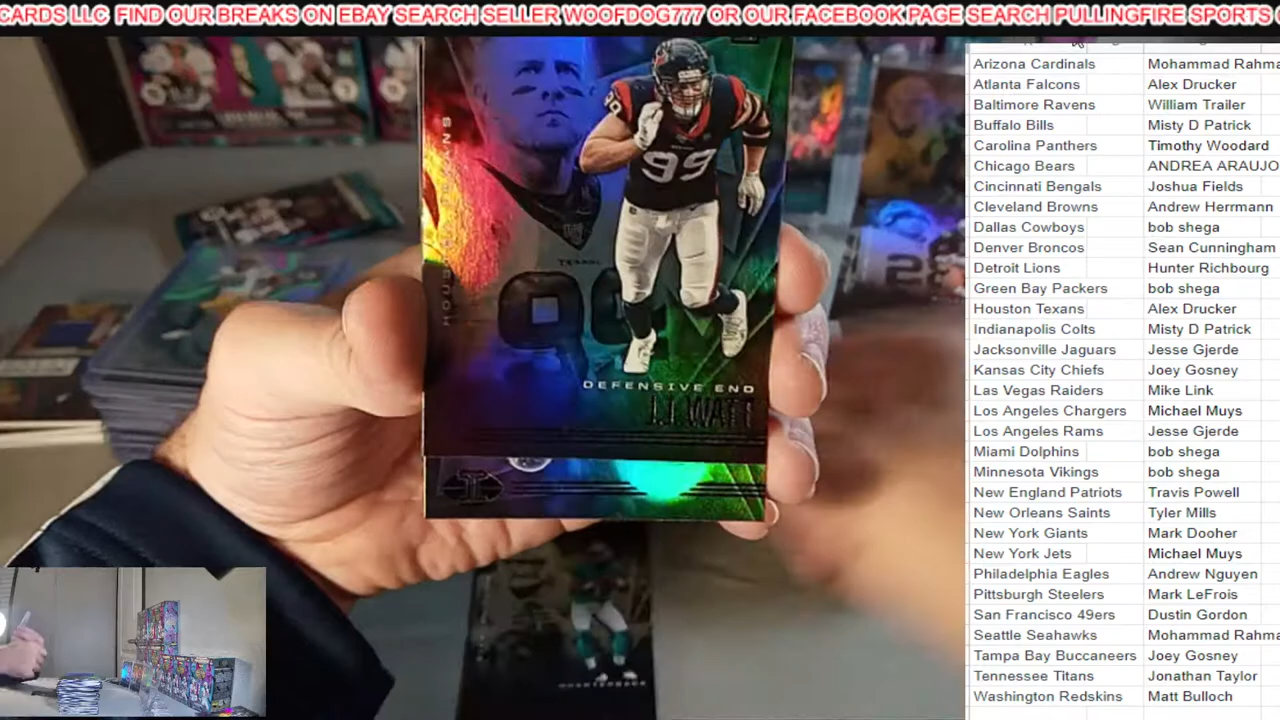 CARDS LLC FIND OUR BREAKS ON EBAY SEARCH SELLER WOOFDOG777 OR OUR FACEBOOK PAGE SEARCH PULLINGFIRE SPORTS
99
TEXANS
99
DEFENSIVE END
J.J. WATT
QUARTERBACK
Arizona Cardinals Mohammad Rahma
Atlanta Falcons Alex Drucker
Baltimore Ravens William Trailer
Buffalo Bills Misty D Patrick
Carolina Panthers Timothy Woodard
Chicago Bears ANDREA ARAUJO
Cincinnati Bengals Joshua Fields
Cleveland Browns Andrew Herrmann
Dallas Cowboys bob shega
Denver Broncos Sean Cunningham
Detroit Lions Hunter Richbourg
Green Bay Packers bob shega
Houston Texans Alex Drucker
Indianapolis Colts Misty D Patrick
Jacksonville Jaguars Jesse Gjerde
Kansas City Chiefs Joey Gosney
Las Vegas Raiders Mike Link
Los Angeles Chargers Michael Muys
Los Angeles Rams Jesse Gjerde
Miami Dolphins bob shega
Minnesota Vikings bob shega
New England Patriots Travis Powell
New Orleans Saints Tyler Mills
New York Giants Mark Dooher
New York Jets Michael Muys
Philadelphia Eagles Andrew Nguyen
Pittsburgh Steelers Mark LeFrois
San Francisco 49ers Dustin Gordon
Seattle Seahawks Mohammad Rahma
Tampa Bay Buccaneers Joey Gosney
Tennessee Titans Jonathan Taylor
Washington Redskins Matt Bulloch